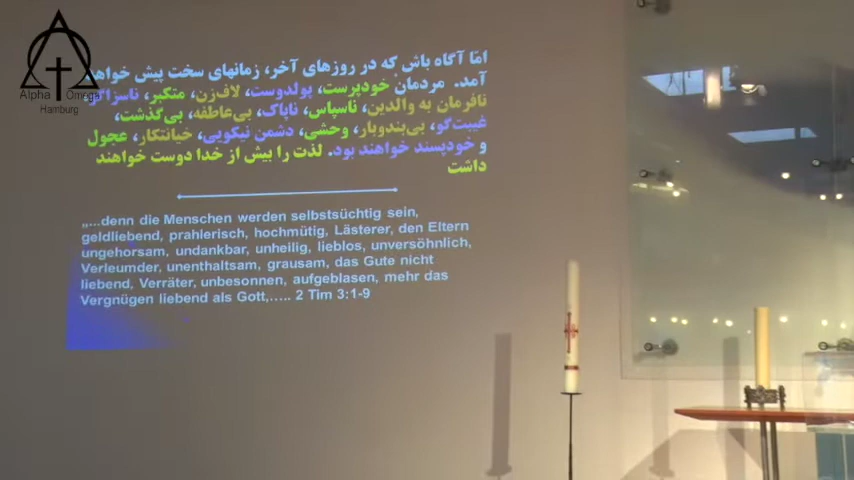 Alpha Omega
Hamburg
امّا آگاه باش که در روزهای آخر، زمانهای سخت پیش خواهد
آمد. مردمان خودپرست، پولدوست، لاف‌زن، متکبر، ناسزاگو،
نافرمان به والدین، ناسپاس، ناپاک، بی‌عاطفه، بی‌گذشت،
غیبت‌گو، بی‌بندوبار، وحشی، دشمن نیکویی، خیانتکار، عجول
و خودپسند خواهند بود. لذت را بیش از خدا دوست خواهند
داشت
„…denn die Menschen werden selbstsüchtig sein,
geldliebend, prahlerisch, hochmütig, Lästerer, den Eltern
ungehorsam, undankbar, unheilig, lieblos, unversöhnlich,
Verleumder, unenthaltsam, grausam, das Gute nicht
liebend, Verräter, unbesonnen, aufgeblasen, mehr das
Vergnügen liebend als Gott,….. 2 Tim 3:1-9